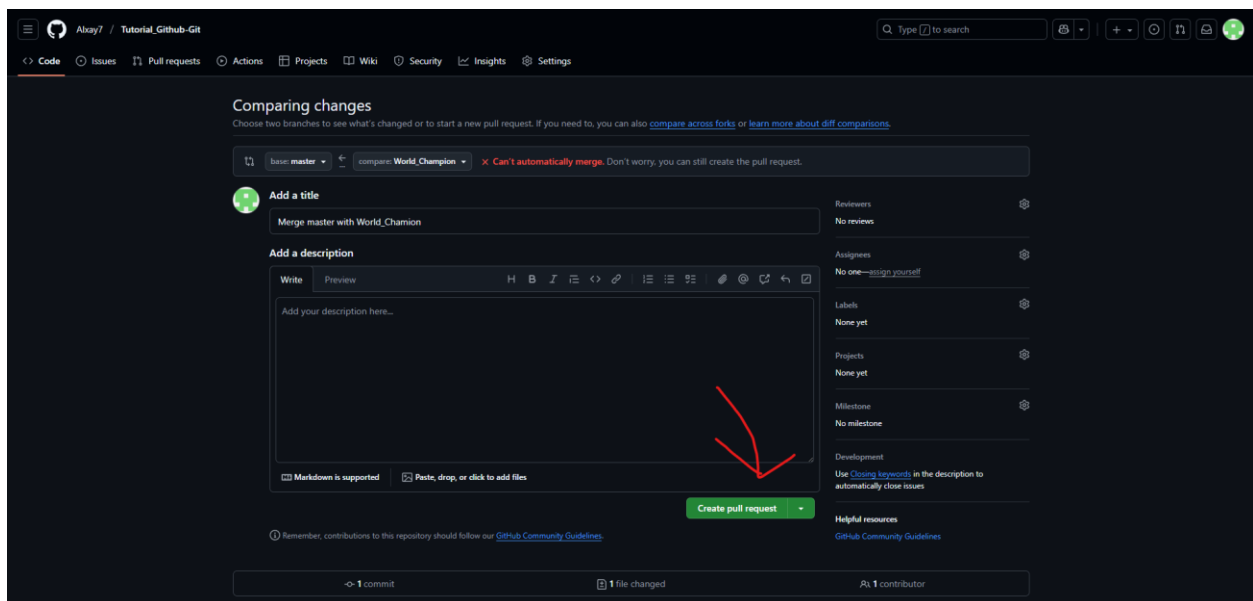 Alxay7 / Tutorial_Github-Git
Type / to search
<> Code Issues Pull requests Actions Projects Wiki Security Insights Settings
Comparing changes
Choose two branches to see what's changed or to start a new pull request. If you need to, you can also compare across forks or learn more about diff comparisons.
base: master ← compare: World_Champion × Can't automatically merge. Don't worry, you can still create the pull request.
Add a title
Merge master with World_Chamion
Add a description
Write Preview H B I
Add your description here...
Markdown is supported Paste, drop, or click to add files
Create pull request
Remember, contributions to this repository should follow our GitHub Community Guidelines.
Reviewers
No reviews
Assignees
No one—assign yourself
Labels
None yet
Projects
None yet
Milestone
No milestone
Development
Use Closing keywords in the description to
automatically close issues
Helpful resources
GitHub Community Guidelines
1 commit 1 file changed 1 contributor